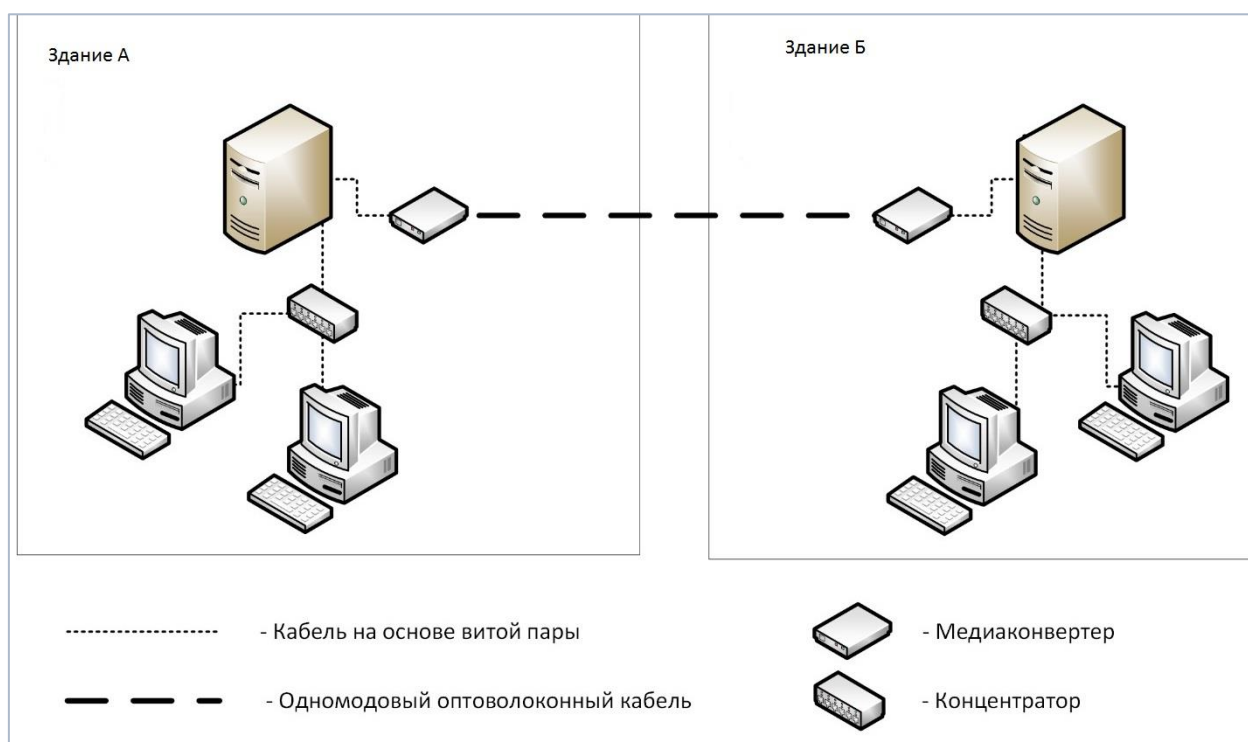 Здание А
Здание Б
- Кабель на основе витой пары
- Медиаконвертер
- Одномодовый оптоволоконный кабель
- Концентратор